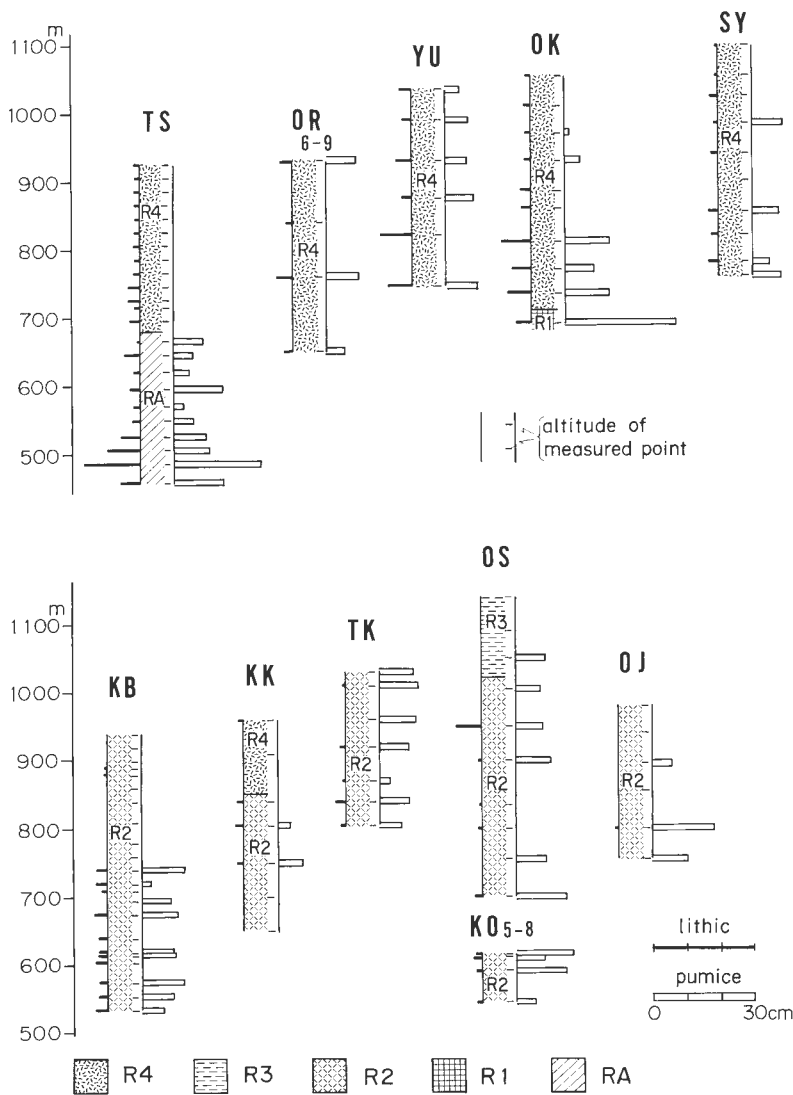 m
1100
1000
900
800
700
600
500
TS
R4
RA
OR
6-9
R4
YU
R4
OK
R4
R1
SY
R4
altitude of
measured point
m
1100
1000
900
800
700
600
500
KB
R2
KK
R4
R2
TK
R2
OS
R3
R2
KO5-8
R2
OJ
R2
lithic
pumice
0 30cm
R4 R3 R2 R1 RA